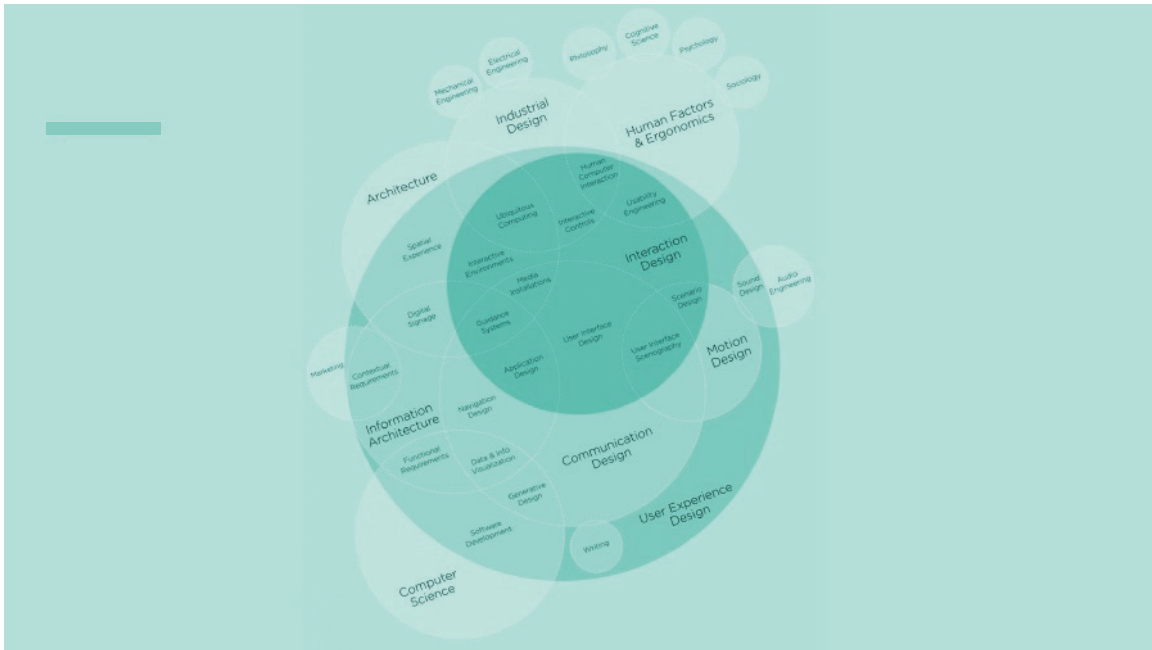 Cognitive
Science
Philosophy
Psychology
Electrical
Engineering
Sociology
Mechanical
Engineering
Industrial
Design
Human Factors
& Ergonomics
Architecture
Human
Computer
Interaction
Ubiquitous
Computing
Interactive
Controls
Usability
Engineering
Spatial
Experience
Interactive
Environments
Interaction
Design
Media
Installations
Sound
Design
Audio
Engineering
Scenario
Design
Digital
Signage
Guidance
Systems
User Interface
Design
User Interface
Scenography
Motion
Design
Marketing
Contextual
Requirements
Application
Design
Navigation
Design
Information
Architecture
Communication
Design
Functional
Requirements
Data & Info
Visualization
Generative
Design
User Experience
Design
Software
Development
Writing
Computer
Science